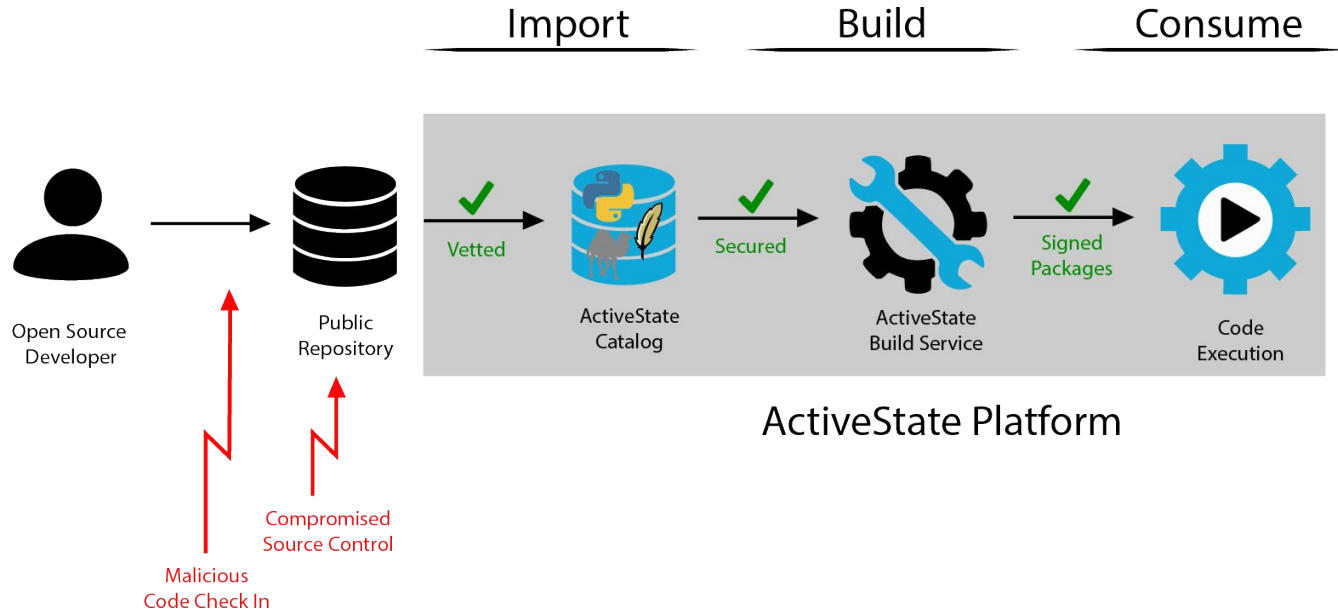 Import
Build
Consume
Vetted
Secured
Signed
Packages
Open Source
Developer
Public
Repository
ActiveState
Catalog
ActiveState
Build Service
Code
Execution
ActiveState Platform
Compromised
Source Control
Malicious
Code Check In